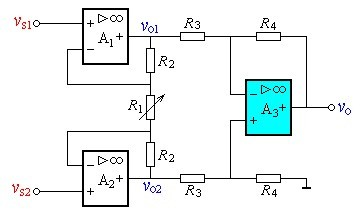 vS1 + ▷∞ vO1 R3 R4
− A1 +
R2
R1 − ▷∞ vO
+ A3 +
− ▷∞ R2
vS2 + A2 + vO2 R3 R4